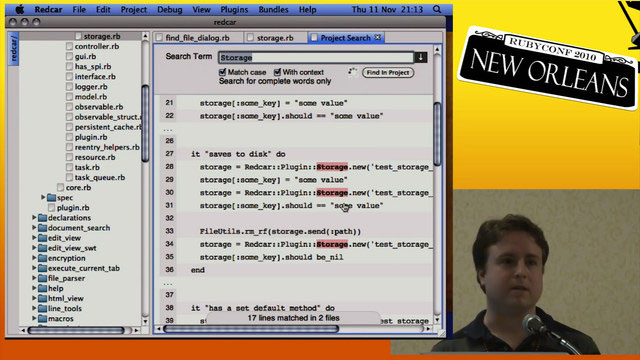 Redcar File Edit Project Debug View Plugins Bundles Help Thu 11 Nov 21:13
redcar
redcar/
storage.rb
controller.rb
gui.rb
has_spi.rb
interface.rb
logger.rb
model.rb
observable.rb
observable_struct.rb
persistent_cache.rb
plugin.rb
reentry_helpers.rb
resource.rb
task.rb
task_queue.rb
core.rb
spec
plugin.rb
declarations
document_search
edit_view
edit_view_swt
encryption
execute_current_tab
file_parser
help
html_view
line_tools
macros
find_file_dialog.rb storage.rb Project Search
Search Term Storage
Match case With context Find In Project
Search for complete words only
21 storage[:some_key] = "some value"
22 storage[:some_key].should == "some value"
...
26
27 it "saves to disk" do
28 storage = Redcar::Plugin::Storage.new('test_storage_
29 storage[:some_key] = "some value"
30 storage = Redcar::Plugin::Storage.new('test_storage_
31 storage[:some_key].should == "some value"
32
33 FileUtils.rm_rf(storage.send(:path))
34 storage = Redcar::Plugin::Storage.new('test_storage_
35 storage[:some_key].should be_nil
36 end
...
37
38 it "has a set default method" do
39
17 lines matched in 2 files
RUBYCONF 2010
NEW ORLEANS